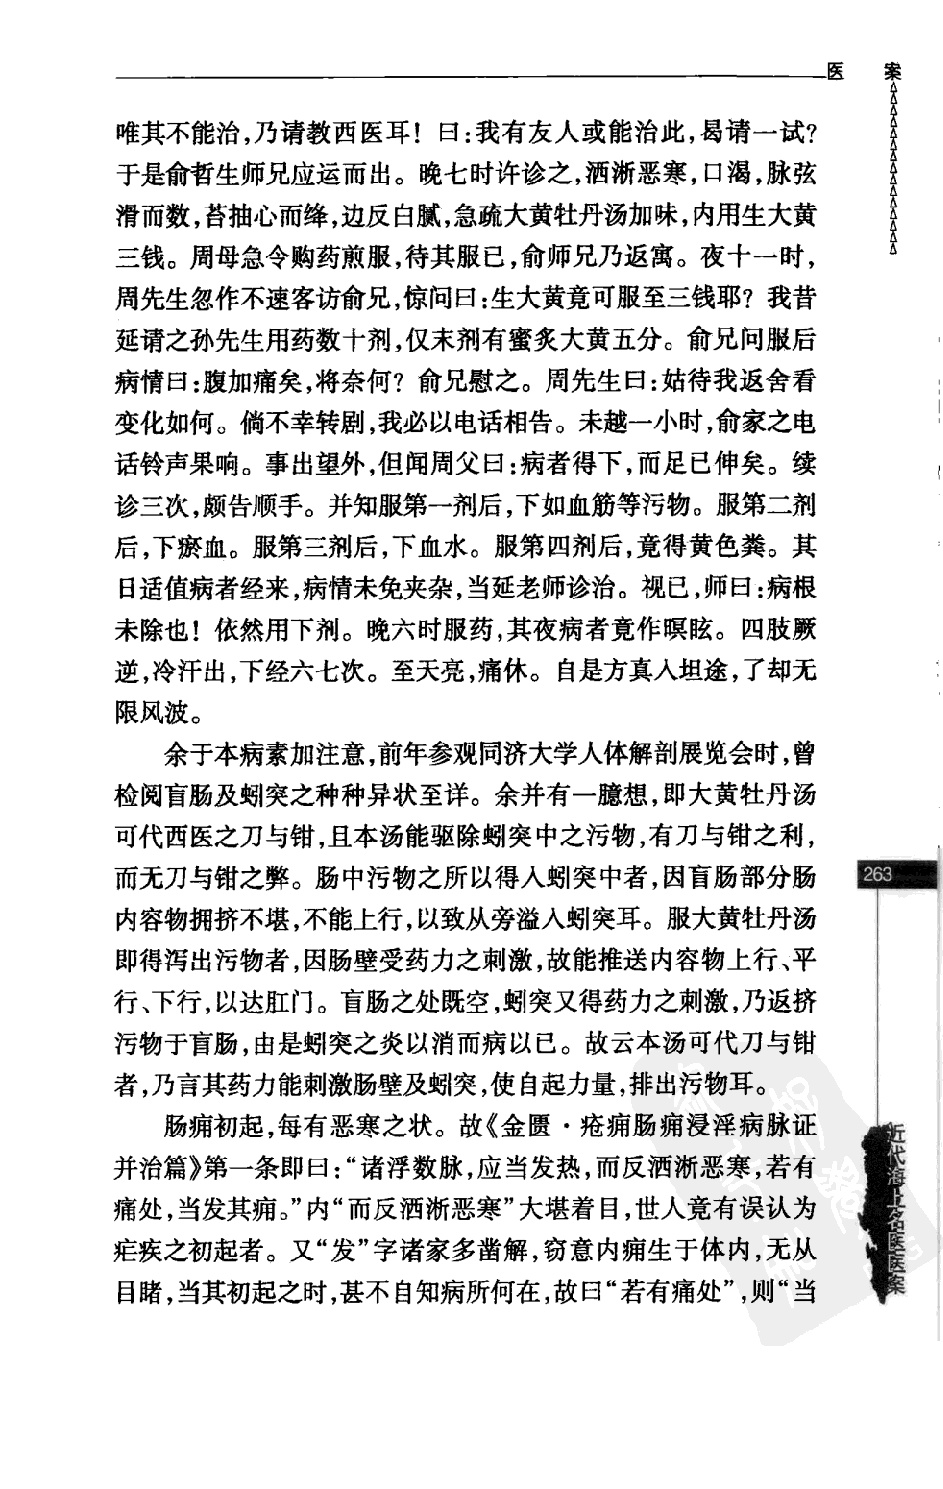 医 案
唯其不能治,乃请教西医耳! 曰:我有友人或能治此,曷请一试?
于是俞哲生师兄应运而出。晚七时许诊之,洒淅恶寒,口渴,脉弦
滑而数,苔抽心而绛,边反白腻,急疏大黄牡丹汤加味,内用生大黄
三钱。周母急令购药煎服,待其服已,俞师兄乃返寓。夜十一时,
周先生忽作不速客访俞兄,惊问曰:生大黄竟可服至三钱耶? 我昔
延请之孙先生用药数十剂,仅末剂有蜜炙大黄五分。俞兄问服后
病情曰:腹加痛矣,将奈何? 俞兄慰之。周先生曰:姑待我返舍看
变化如何。倘不幸转剧,我必以电话相告。未越一小时,俞家之电
话铃声果响。事出望外,但闻周父曰:病者得下,而足已伸矣。续
诊三次,颇告顺手。并知服第一剂后,下如血筋等污物。服第二剂
后,下瘀血。服第三剂后,下血水。服第四剂后,竟得黄色粪。其
日适值病者经来,病情未免夹杂,当延老师诊治。视已,师曰:病根
未除也! 依然用下剂。晚六时服药,其夜病者竟作暝眩。四肢厥
逆,冷汗出,下经六七次。至天亮,痛休。自是方真入坦途,了却无
限风波。
余于本病素加注意,前年参观同济大学人体解剖展览会时,曾
检阅盲肠及蚓突之种种异状至详。余并有一臆想,即大黄牡丹汤
可代西医之刀与钳,且本汤能驱除蚓突中之污物,有刀与钳之利,
而无刀与钳之弊。肠中污物之所以得入蚓突中者,因盲肠部分肠
内容物拥挤不堪,不能上行,以致从旁溢入蚓突耳。服大黄牡丹汤
即得泻出污物者,因肠壁受药力之刺激,故能推送内容物上行、平
行、下行,以达肛门。盲肠之处既空,蚓突又得药力之刺激,乃返挤
污物于盲肠,由是蚓突之炎以消而病以已。故云本汤可代刀与钳
者,乃言其药力能刺激肠壁及蚓突,使自起力量,排出污物耳。
肠痈初起,每有恶寒之状。故《金匮·疮痈肠痈浸淫病脉证
并治篇》第一条即曰:“诸浮数脉,应当发热,而反洒淅恶寒,若有
痛处,当发其痈。”内“而反洒淅恶寒”大堪着目,世人竟有误认为
疟疾之初起者。又“发”字诸家多凿解,窃意内痈生于体内,无从
目睹,当其初起之时,甚不自知病所何在,故曰“若有痛处”,则“当
263
近代海上名医医案